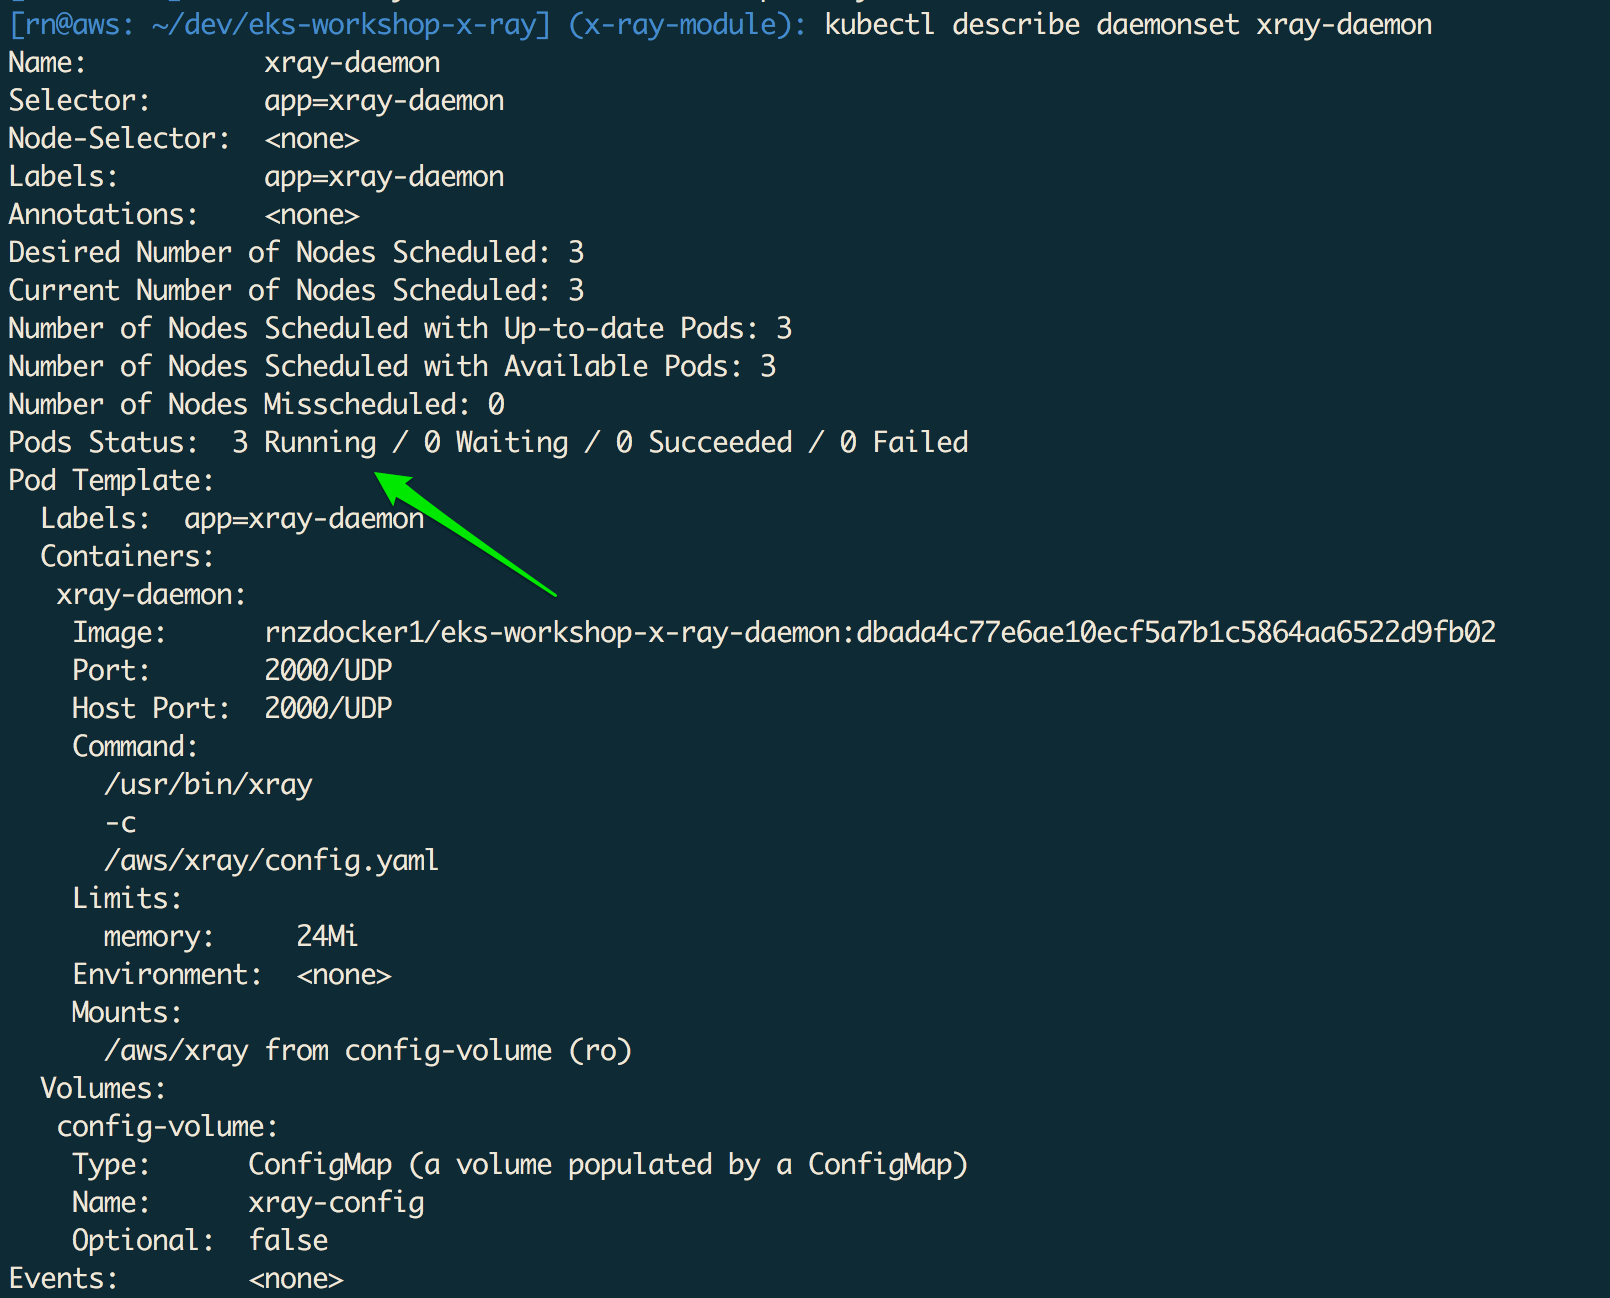 [rn@aws: ~/dev/eks-workshop-x-ray] (x-ray-module): kubectl describe daemonset xray-daemon
Name:           xray-daemon
Selector:       app=xray-daemon
Node-Selector:  <none>
Labels:         app=xray-daemon
Annotations:    <none>
Desired Number of Nodes Scheduled: 3
Current Number of Nodes Scheduled: 3
Number of Nodes Scheduled with Up-to-date Pods: 3
Number of Nodes Scheduled with Available Pods: 3
Number of Nodes Misscheduled: 0
Pods Status:  3 Running / 0 Waiting / 0 Succeeded / 0 Failed
Pod Template:
  Labels:  app=xray-daemon
  Containers:
   xray-daemon:
    Image:      rnzdocker1/eks-workshop-x-ray-daemon:dbada4c77e6ae10ecf5a7b1c5864aa6522d9fb02
    Port:       2000/UDP
    Host Port:  2000/UDP
    Command:
      /usr/bin/xray
      -c
      /aws/xray/config.yaml
    Limits:
      memory:     24Mi
    Environment:  <none>
    Mounts:
      /aws/xray from config-volume (ro)
  Volumes:
   config-volume:
    Type:      ConfigMap (a volume populated by a ConfigMap)
    Name:      xray-config
    Optional:  false
Events:        <none>